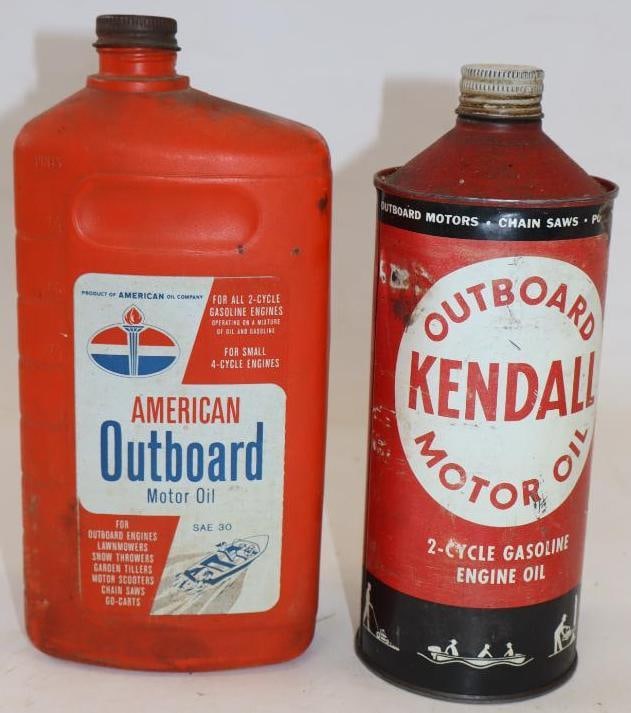 PINTS
PRODUCT OF AMERICAN OIL COMPANY
FOR ALL 2-CYCLE
GASOLINE ENGINES
OPERATING ON A MIXTURE
OF OIL AND GASOLINE
FOR SMALL
4-CYCLE ENGINES
AMERICAN
Outboard
Motor Oil
SAE 30
FOR
OUTBOARD ENGINES
LAWNMOWERS
SNOW THROWERS
GARDEN TILLERS
MOTOR SCOOTERS
CHAIN SAWS
GO-CARTS
OUTBOARD MOTORS • CHAIN SAWS • PO
OUTBOARD
KENDALL
MOTOR OIL
2-CYCLE GASOLINE
ENGINE OIL